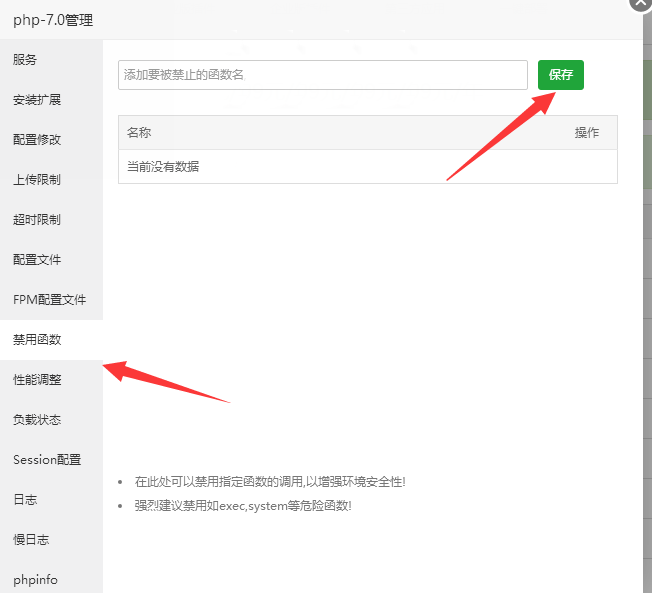 php-7.0管理
服务
安装扩展
配置修改
上传限制
超时限制
配置文件
FPM配置文件
禁用函数
性能调整
负载状态
Session配置
日志
慢日志
phpinfo
添加要被禁止的函数名
保存
名称 操作
当前没有数据
在此处可以禁用指定函数的调用,以增强环境安全性!
强烈建议禁用如exec,system等危险函数!